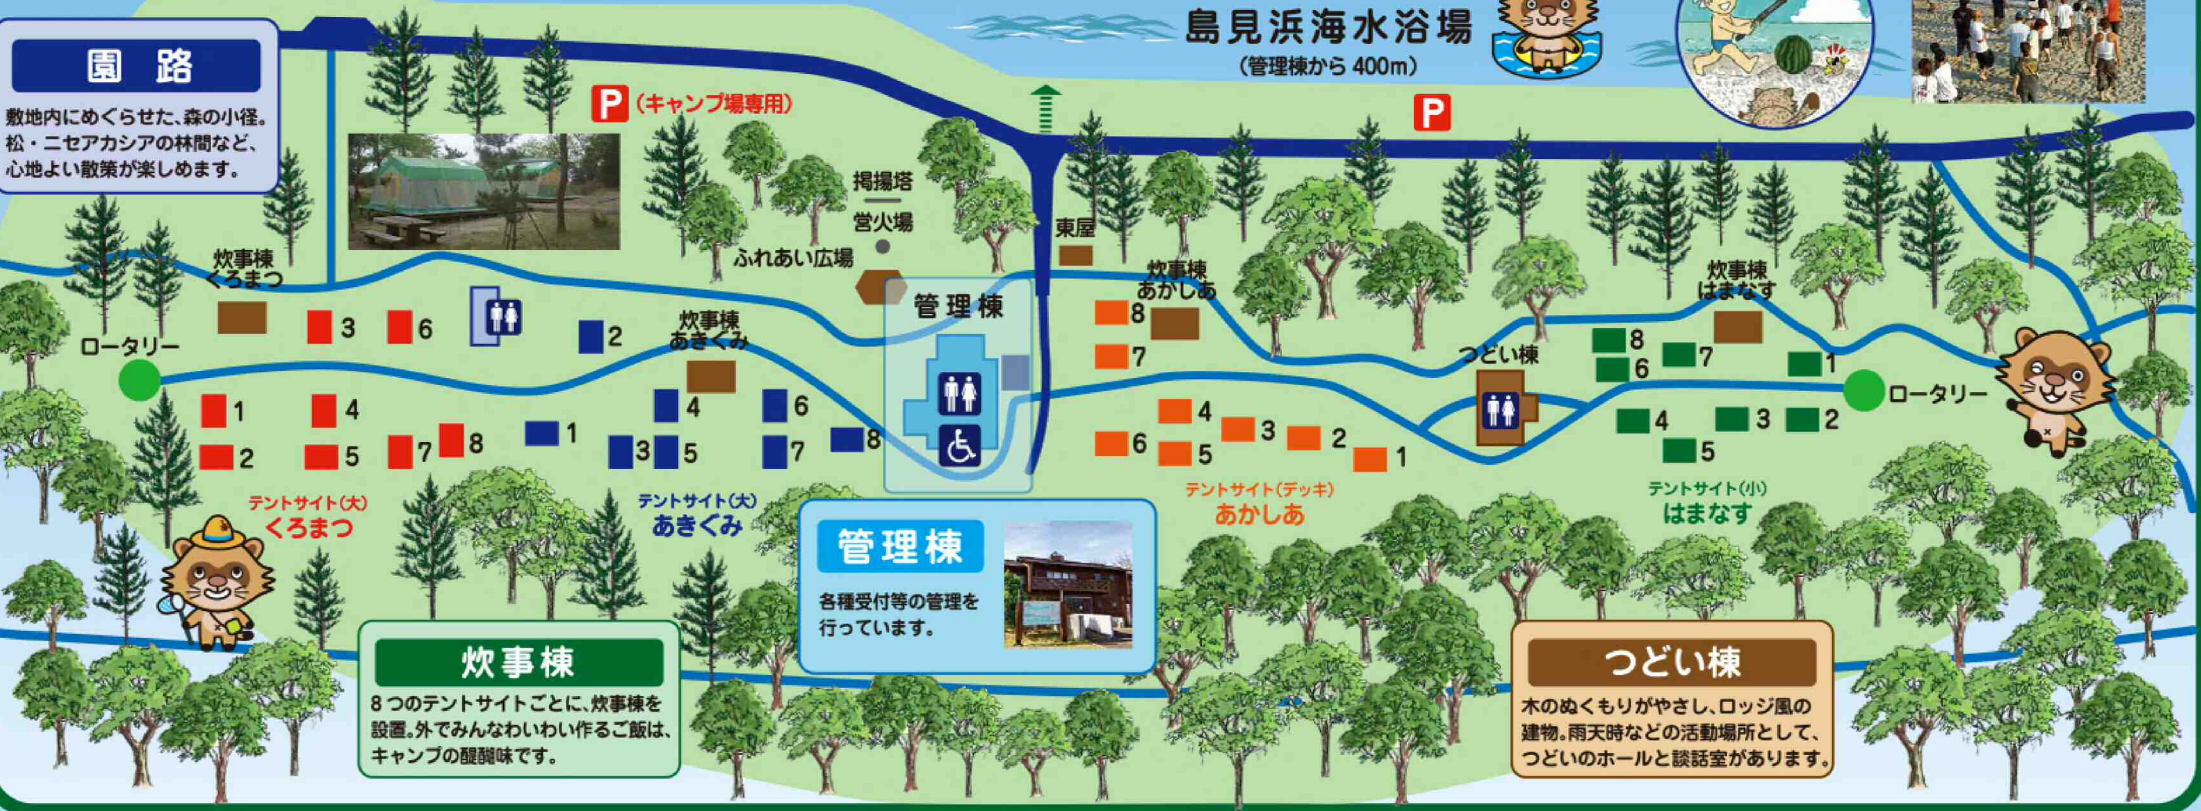 島見浜海水浴場
(管理棟から 400m)
園路
敷地内にめぐらせた、森の小径。
松・ニセアカシアの林間など、
心地よい散策が楽しめます。
P
(キャンプ場専用)
P
掲揚塔
営火場
ふれあい広場
東屋
炊事棟
くろまつ
炊事棟
あきぐみ
管理棟
炊事棟
あかしあ
炊事棟
はまなす
つどい棟
ロータリー
ロータリー
3
6
2
1
4
2
5
7
8
1
3
4
5
6
7
8
8
7
4
3
2
1
6
5
8
6
7
1
4
3
2
5
テントサイト(大)
くろまつ
テントサイト(大)
あきぐみ
テントサイト(デッキ)
あかしあ
テントサイト(小)
はまなす
管理棟
各種受付等の管理を
行っています。
炊事棟
8つのテントサイトごとに、炊事棟を
設置。外でみんなわいわい作るご飯は、
キャンプの醍醐味です。
つどい棟
木のぬくもりがやさし、ロッジ風の
建物。雨天時などの活動場所として、
つどいのホールと談話室があります。